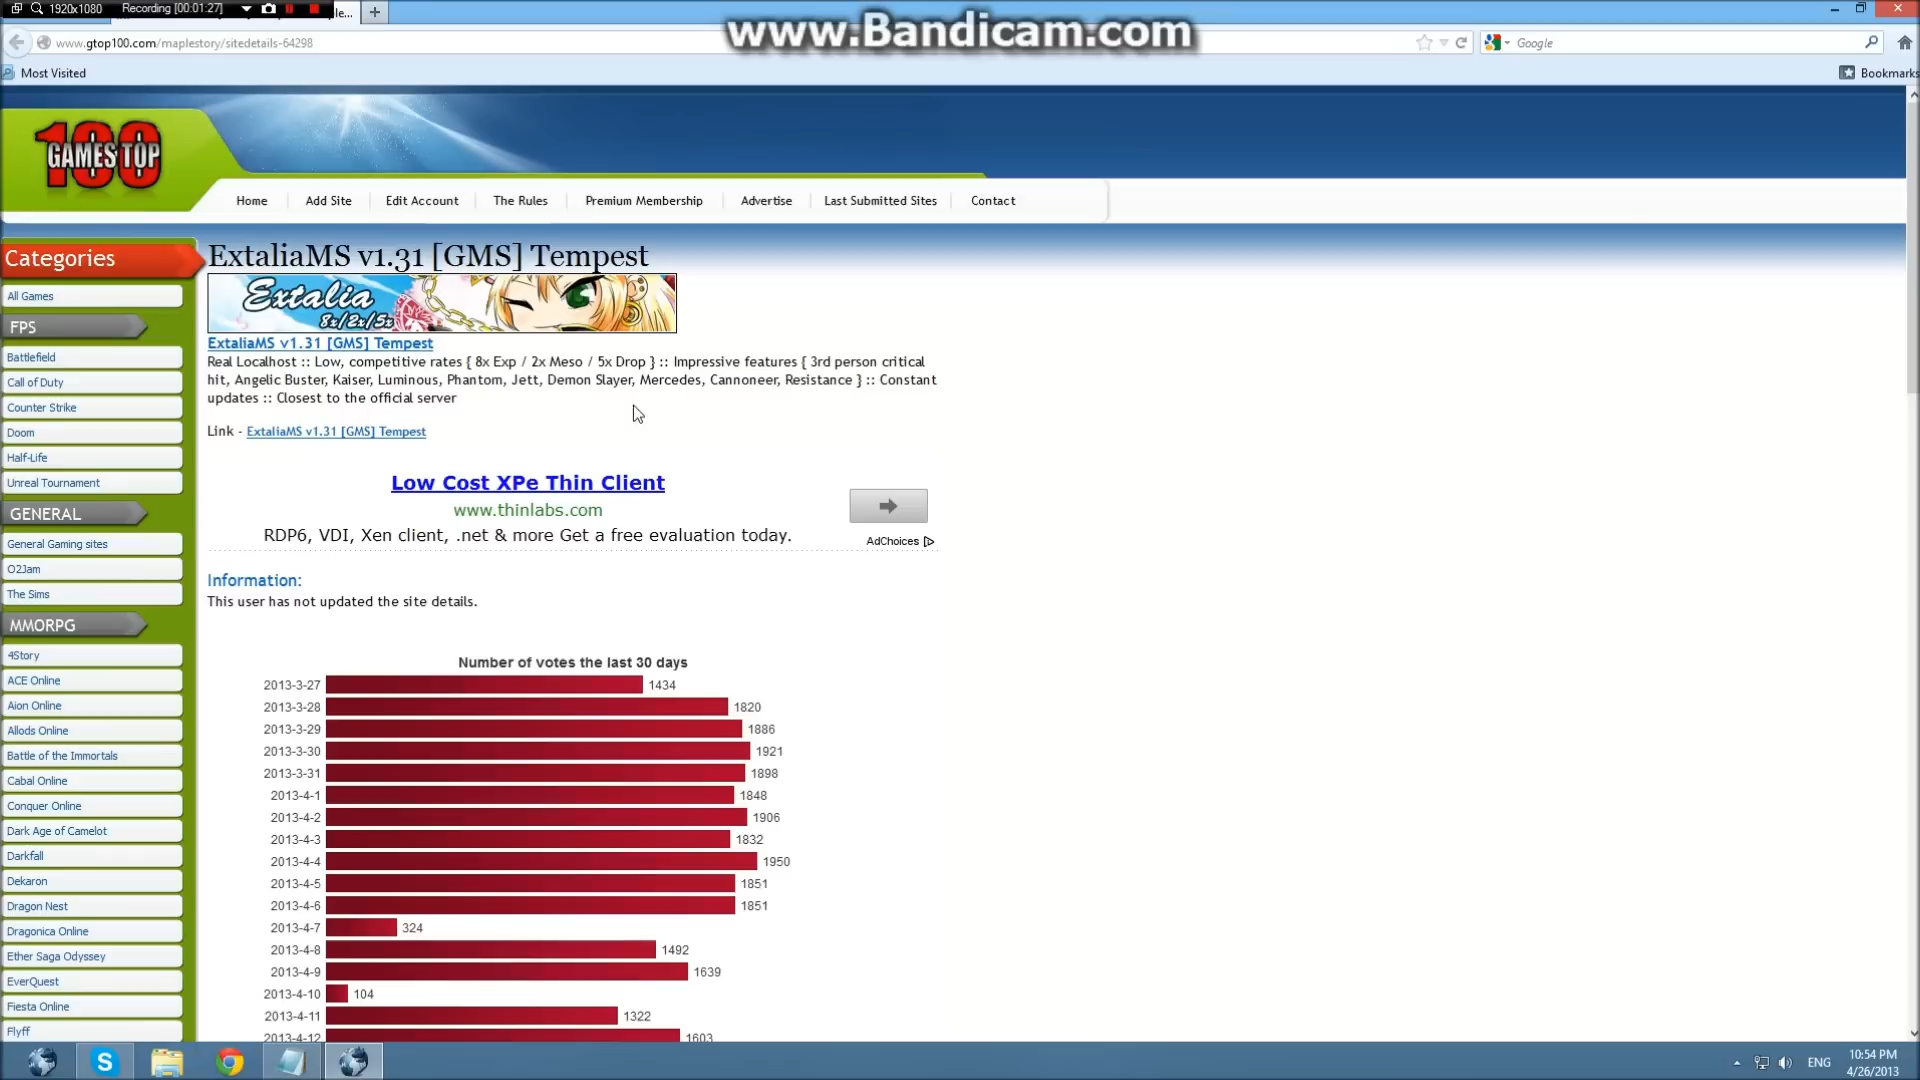 1920x1080 Recording [00:01:27]
www.Bandicam.com
www.gtop100.com/maplestory/sitedetails-64298
Google
Most Visited
Bookmarks
100
GAMES TOP
Home
Add Site
Edit Account
The Rules
Premium Membership
Advertise
Last Submitted Sites
Contact
Categories
All Games
FPS
Battlefield
Call of Duty
Counter Strike
Doom
Half-Life
Unreal Tournament
GENERAL
General Gaming sites
O2Jam
The Sims
MMORPG
4Story
ACE Online
Aion Online
Allods Online
Battle of the Immortals
Cabal Online
Conquer Online
Dark Age of Camelot
Darkfall
Dekaron
Dragon Nest
Dragonica Online
Ether Saga Odyssey
EverQuest
Fiesta Online
Flyff
ExtaliaMS v1.31 [GMS] Tempest
Extalia
8x/2x/5x
ExtaliaMS v1.31 [GMS] Tempest
Real Localhost :: Low, competitive rates { 8x Exp / 2x Meso / 5x Drop } :: Impressive features { 3rd person critical
hit, Angelic Buster, Kaiser, Luminous, Phantom, Jett, Demon Slayer, Mercedes, Cannoneer, Resistance } :: Constant
updates :: Closest to the official server
Link - ExtaliaMS v1.31 [GMS] Tempest
Low Cost XPe Thin Client
www.thinlabs.com
RDP6, VDI, Xen client, .net & more Get a free evaluation today.
AdChoices
Information:
This user has not updated the site details.
Number of votes the last 30 days
2013-3-27 1434
2013-3-28 1820
2013-3-29 1886
2013-3-30 1921
2013-3-31 1898
2013-4-1 1848
2013-4-2 1906
2013-4-3 1832
2013-4-4 1950
2013-4-5 1851
2013-4-6 1851
2013-4-7 324
2013-4-8 1492
2013-4-9 1639
2013-4-10 104
2013-4-11 1322
2013-4-12 1603
ENG
10:54 PM
4/26/2013